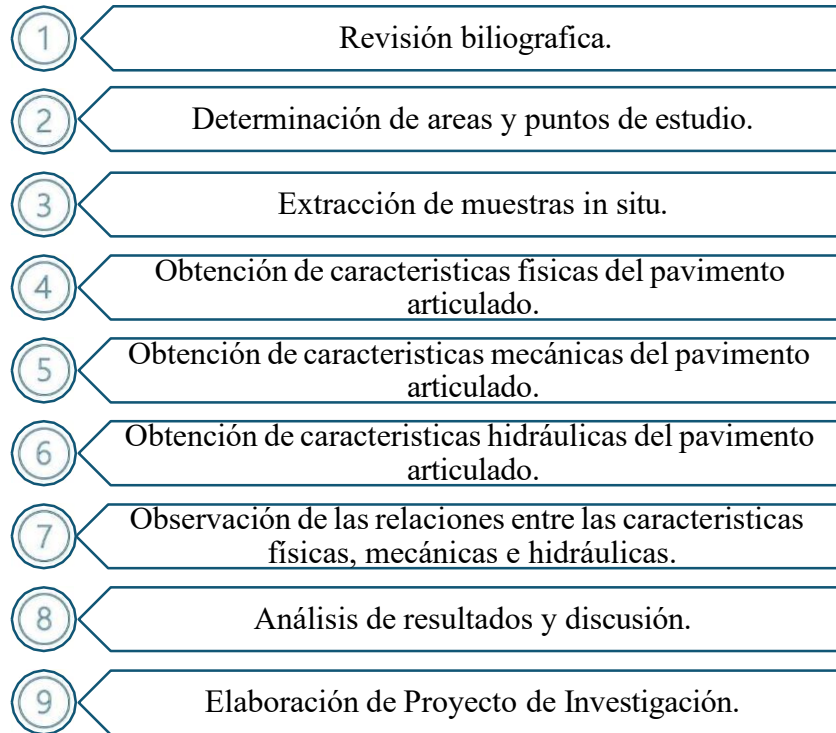 1
Revisión biliografica.
2
Determinación de areas y puntos de estudio.
3
Extracción de muestras in situ.
4
Obtención de caracteristicas físicas del pavimento
articulado.
5
Obtención de caracteristicas mecánicas del pavimento
articulado.
6
Obtención de caracteristicas hidráulicas del pavimento
articulado.
7
Observación de las relaciones entre las caracteristicas
físicas, mecánicas e hidráulicas.
8
Análisis de resultados y discusión.
9
Elaboración de Proyecto de Investigación.